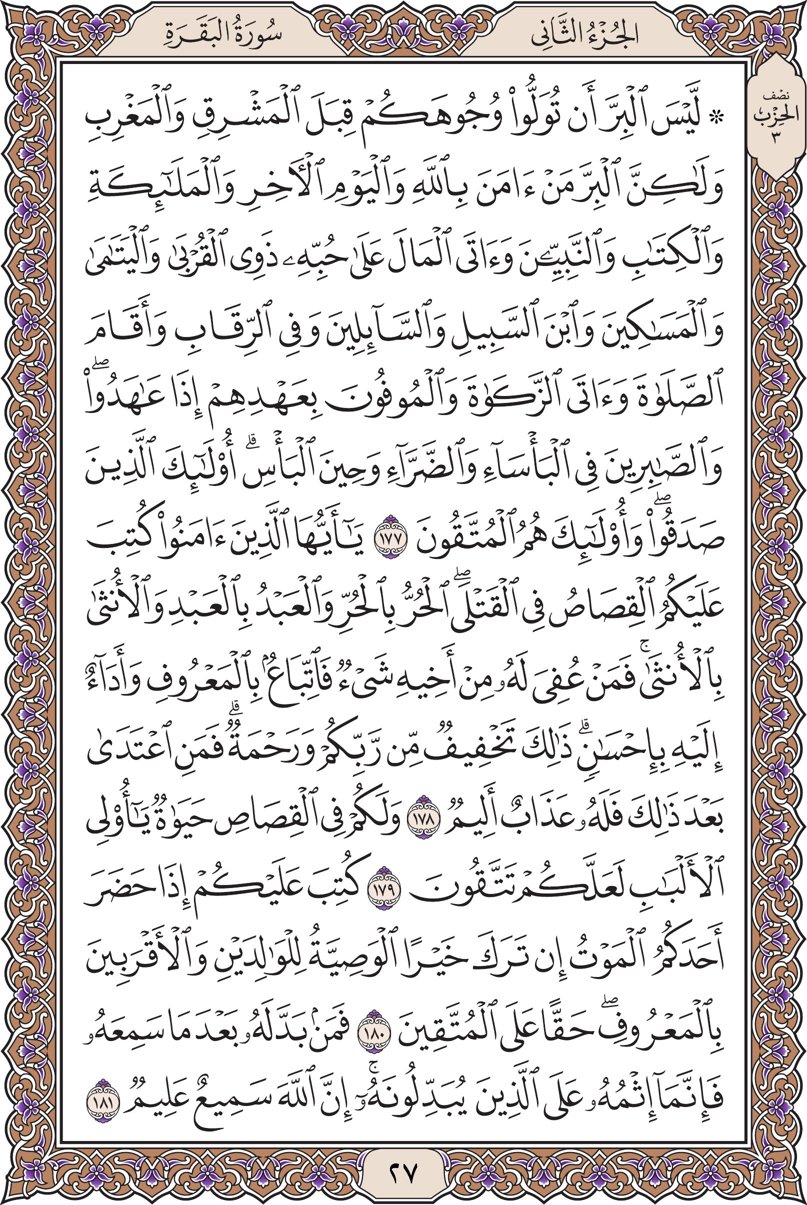 الجُزْءُ الثَّانِي
سُورَةُ البَقَرَةِ
نصف
الحِزْب
٣
۞ لَّيْسَ ٱلْبِرَّ أَن تُوَلُّوا۟ وُجُوهَكُمْ قِبَلَ ٱلْمَشْرِقِ وَٱلْمَغْرِبِ
وَلَـٰكِنَّ ٱلْبِرَّ مَنْ ءَامَنَ بِٱللَّهِ وَٱلْيَوْمِ ٱلْـَٔاخِرِ وَٱلْمَلَـٰٓئِكَةِ
وَٱلْكِتَـٰبِ وَٱلنَّبِيِّـۧنَ وَءَاتَى ٱلْمَالَ عَلَىٰ حُبِّهِۦ ذَوِى ٱلْقُرْبَىٰ وَٱلْيَتَـٰمَىٰ
وَٱلْمَسَـٰكِينَ وَٱبْنَ ٱلسَّبِيلِ وَٱلسَّآئِلِينَ وَفِى ٱلرِّقَابِ وَأَقَامَ
ٱلصَّلَوٰةَ وَءَاتَى ٱلزَّكَوٰةَ وَٱلْمُوفُونَ بِعَهْدِهِمْ إِذَا عَـٰهَدُوا۟ۖ
وَٱلصَّـٰبِرِينَ فِى ٱلْبَأْسَآءِ وَٱلضَّرَّآءِ وَحِينَ ٱلْبَأْسِۗ أُو۟لَـٰٓئِكَ ٱلَّذِينَ
صَدَقُوا۟ۖ وَأُو۟لَـٰٓئِكَ هُمُ ٱلْمُتَّقُونَ ١٧٧ يَـٰٓأَيُّهَا ٱلَّذِينَ ءَامَنُوا۟ كُتِبَ
عَلَيْكُمُ ٱلْقِصَاصُ فِى ٱلْقَتْلَىۖ ٱلْحُرُّ بِٱلْحُرِّ وَٱلْعَبْدُ بِٱلْعَبْدِ وَٱلْأُنثَىٰ
بِٱلْأُنثَىٰۚ فَمَنْ عُفِىَ لَهُۥ مِنْ أَخِيهِ شَىْءٌ فَٱتِّبَاعٌۢ بِٱلْمَعْرُوفِ وَأَدَآءٌ
إِلَيْهِ بِإِحْسَـٰنٍۗ ذَٰلِكَ تَخْفِيفٌ مِّن رَّبِّكُمْ وَرَحْمَةٌۗ فَمَنِ ٱعْتَدَىٰ
بَعْدَ ذَٰلِكَ فَلَهُۥ عَذَابٌ أَلِيمٌ ١٧٨ وَلَكُمْ فِى ٱلْقِصَاصِ حَيَوٰةٌ يَـٰٓأُو۟لِى
ٱلْأَلْبَـٰبِ لَعَلَّكُمْ تَتَّقُونَ ١٧٩ كُتِبَ عَلَيْكُمْ إِذَا حَضَرَ
أَحَدَكُمُ ٱلْمَوْتُ إِن تَرَكَ خَيْرًا ٱلْوَصِيَّةُ لِلْوَٰلِدَيْنِ وَٱلْأَقْرَبِينَ
بِٱلْمَعْرُوفِۖ حَقًّا عَلَى ٱلْمُتَّقِينَ ١٨٠ فَمَنۢ بَدَّلَهُۥ بَعْدَ مَا سَمِعَهُۥ
فَإِنَّمَآ إِثْمُهُۥ عَلَى ٱلَّذِينَ يُبَدِّلُونَهُۥٓۚ إِنَّ ٱللَّهَ سَمِيعٌ عَلِيمٌ ١٨١
٢٧